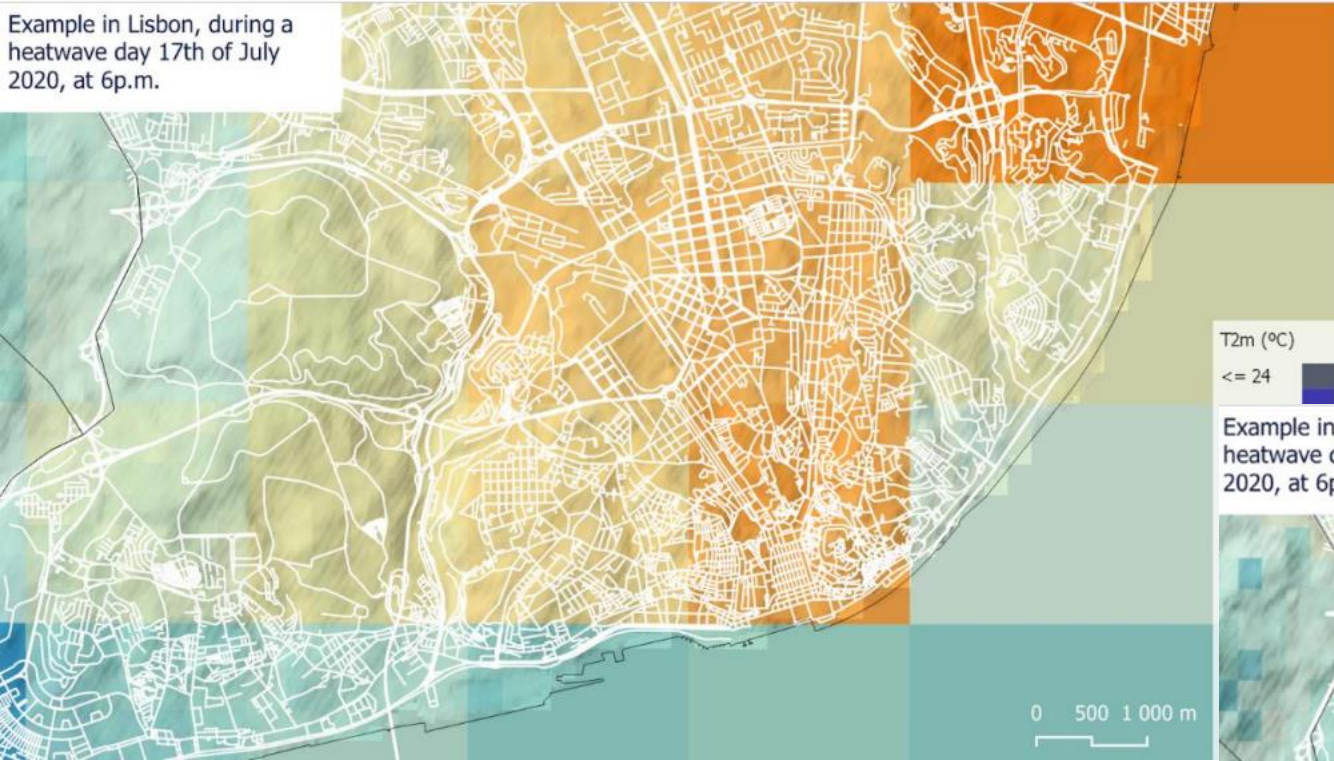 Example in Lisbon, during a
heatwave day 17th of July
2020, at 6p.m.
T2m (ºC)
<= 24
Example in
heatwave
2020, at 6p
0 500 1 000 m